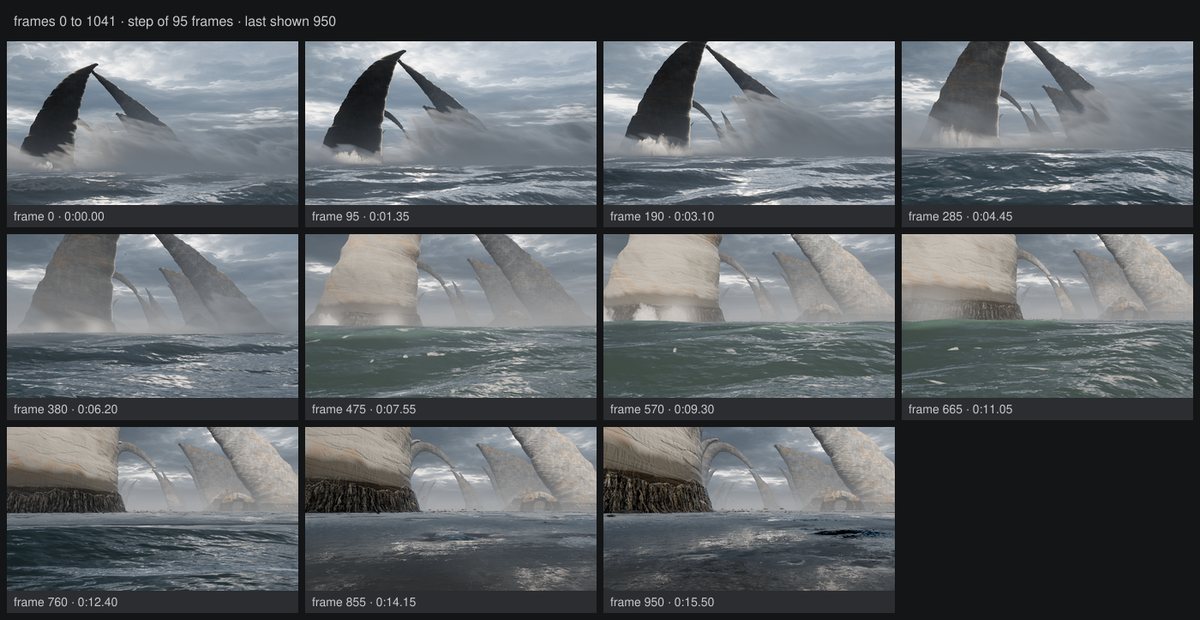 frames 0 to 1041 · step of 95 frames · last shown 950
frame 0 · 0:00.00
frame 95 · 0:01.35
frame 190 · 0:03.10
frame 285 · 0:04.45
frame 380 · 0:06.20
frame 475 · 0:07.55
frame 570 · 0:09.30
frame 665 · 0:11.05
frame 760 · 0:12.40
frame 855 · 0:14.15
frame 950 · 0:15.50